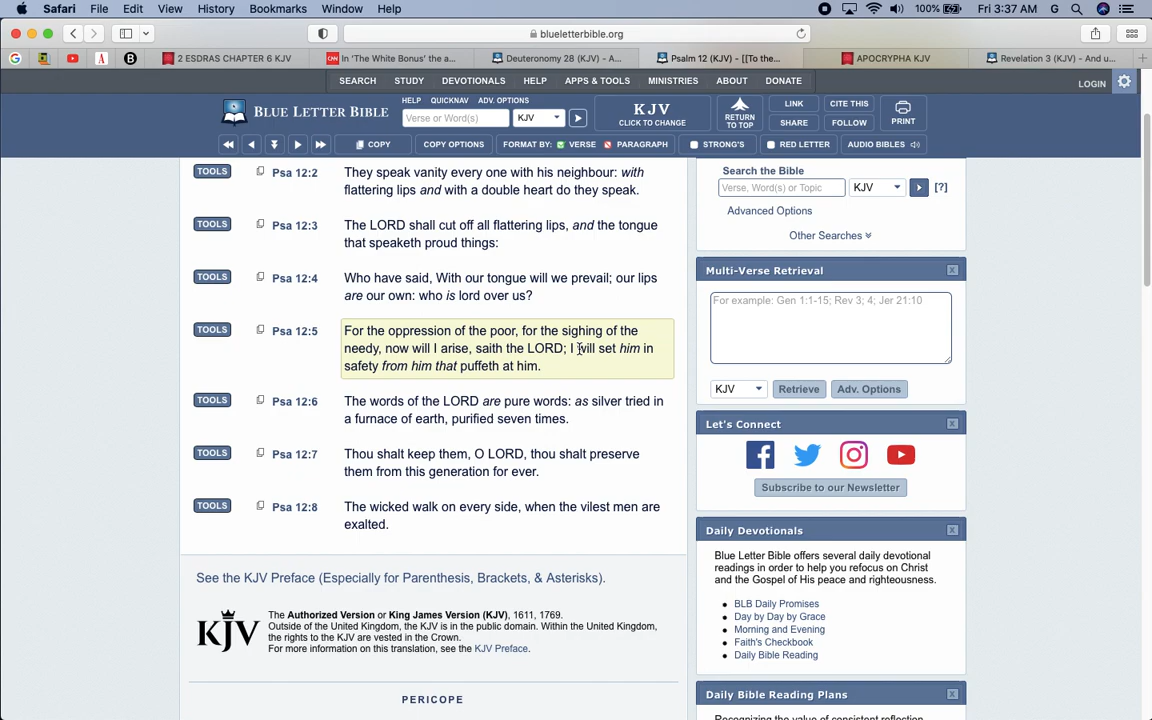 Safari File Edit View History Bookmarks Window Help 100% Fri 3:37 AM G
blueletterbible.org
2 ESDRAS CHAPTER 6 KJV In 'The White Bonus' the a... Deuteronomy 28 (KJV) - A... Psalm 12 (KJV) - [[To the... APOCRYPHA KJV Revelation 3 (KJV) - And u...
SEARCH STUDY DEVOTIONALS HELP APPS & TOOLS MINISTRIES ABOUT DONATE LOGIN
BLUE LETTER BIBLE
HELP QUICKNAV ADV. OPTIONS
Verse or Word(s) KJV
KJV
CLICK TO CHANGE
RETURN
TO TOP
LINK CITE THIS
SHARE FOLLOW
PRINT
COPY COPY OPTIONS FORMAT BY: VERSE PARAGRAPH STRONG'S RED LETTER AUDIO BIBLES
TOOLS Psa 12:2 They speak vanity every one with his neighbour: with
flattering lips and with a double heart do they speak.
TOOLS Psa 12:3 The LORD shall cut off all flattering lips, and the tongue
that speaketh proud things:
TOOLS Psa 12:4 Who have said, With our tongue will we prevail; our lips
are our own: who is lord over us?
TOOLS Psa 12:5 For the oppression of the poor, for the sighing of the
needy, now will I arise, saith the LORD; I will set him in
safety from him that puffeth at him.
TOOLS Psa 12:6 The words of the LORD are pure words: as silver tried in
a furnace of earth, purified seven times.
TOOLS Psa 12:7 Thou shalt keep them, O LORD, thou shalt preserve
them from this generation for ever.
TOOLS Psa 12:8 The wicked walk on every side, when the vilest men are
exalted.
See the KJV Preface (Especially for Parenthesis, Brackets, & Asterisks).
KJV
The Authorized Version or King James Version (KJV), 1611, 1769.
Outside of the United Kingdom, the KJV is in the public domain. Within the United Kingdom,
the rights to the KJV are vested in the Crown.
For more information on this translation, see the KJV Preface.
PERICOPE
Search the Bible
Verse, Word(s) or Topic KJV [?]
Advanced Options
Other Searches
Multi-Verse Retrieval
For example: Gen 1:1-15; Rev 3; 4; Jer 21:10
KJV Retrieve Adv. Options
Let's Connect
Subscribe to our Newsletter
Daily Devotionals
Blue Letter Bible offers several daily devotional
readings in order to help you refocus on Christ
and the Gospel of His peace and righteousness.
BLB Daily Promises
Day by Day by Grace
Morning and Evening
Faith's Checkbook
Daily Bible Reading
Daily Bible Reading Plans
Recognizing the value of consistent reflection